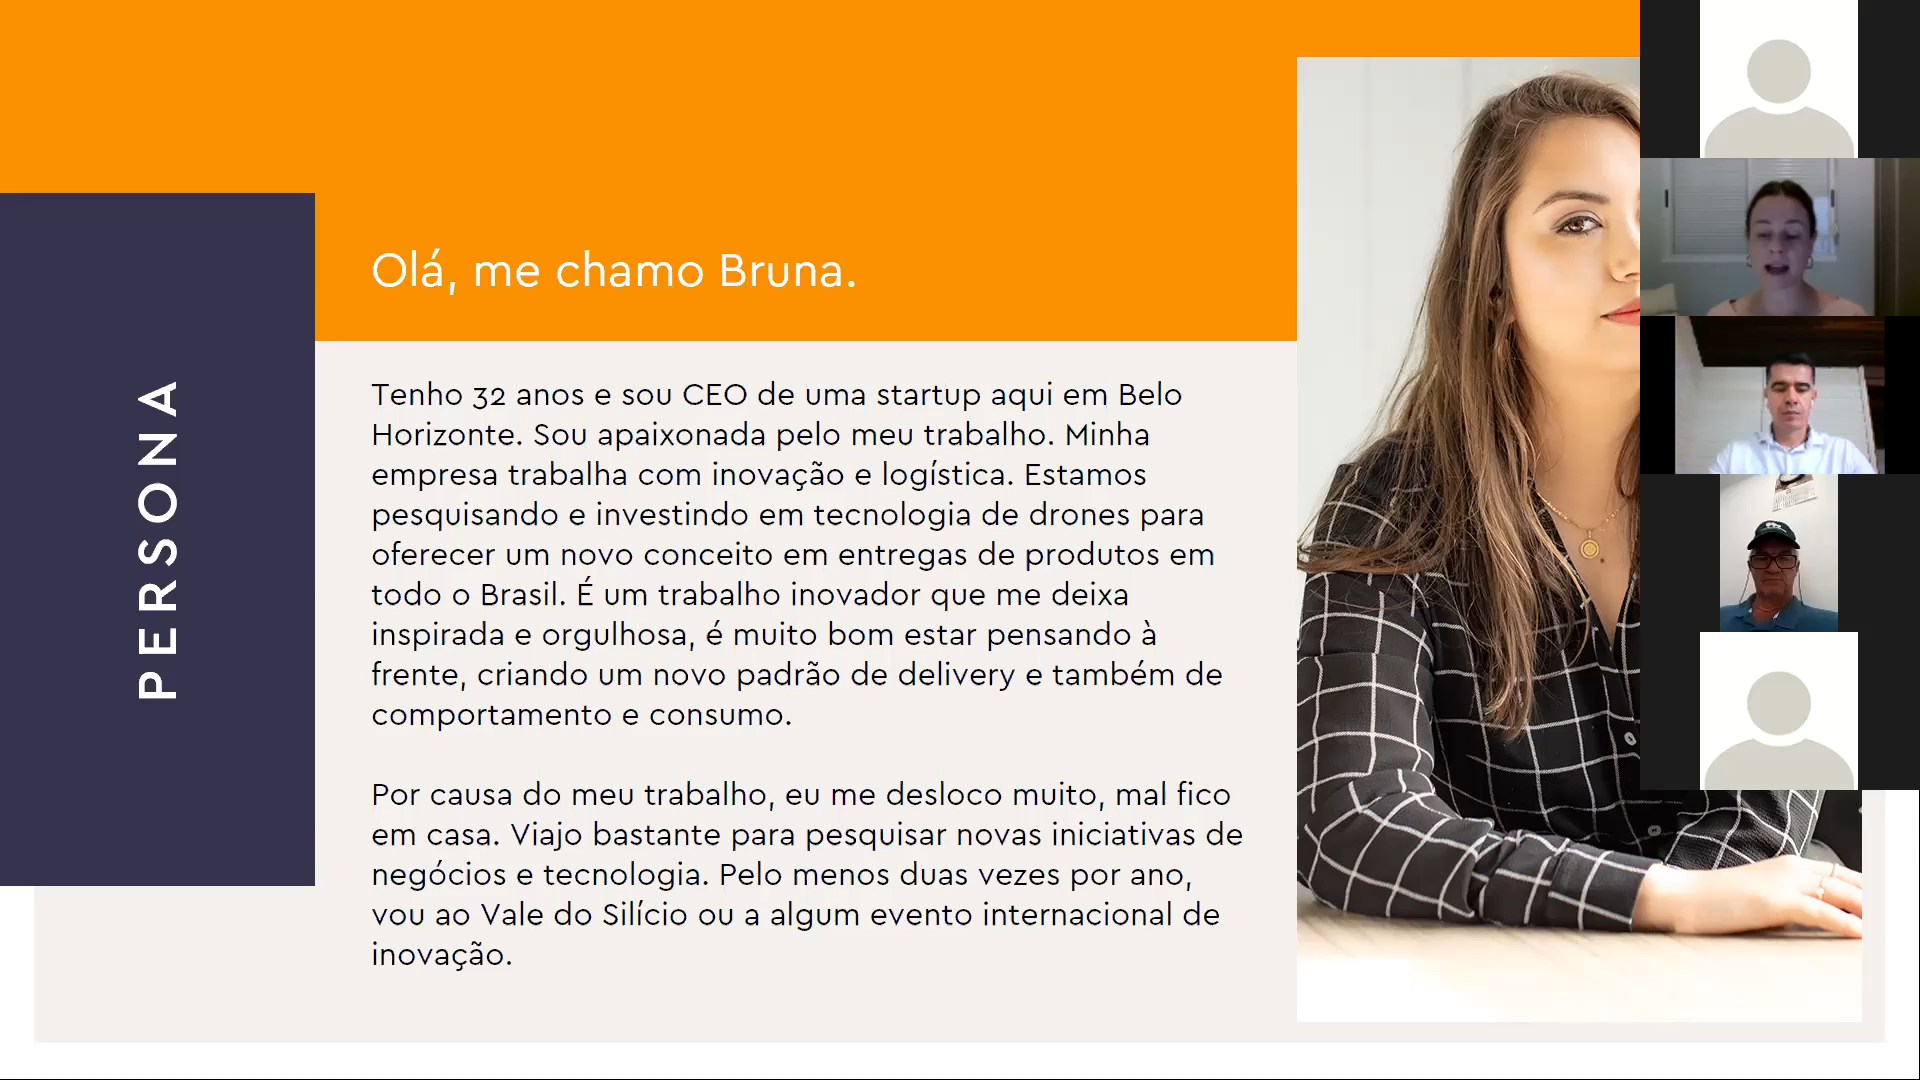 PERSONA
Olá, me chamo Bruna.
Tenho 32 anos e sou CEO de uma startup aqui em Belo
Horizonte. Sou apaixonada pelo meu trabalho. Minha
empresa trabalha com inovação e logística. Estamos
pesquisando e investindo em tecnologia de drones para
oferecer um novo conceito em entregas de produtos em
todo o Brasil. É um trabalho inovador que me deixa
inspirada e orgulhosa, é muito bom estar pensando à
frente, criando um novo padrão de delivery e também de
comportamento e consumo.
Por causa do meu trabalho, eu me desloco muito, mal fico
em casa. Viajo bastante para pesquisar novas iniciativas de
negócios e tecnologia. Pelo menos duas vezes por ano,
vou ao Vale do Silício ou a algum evento internacional de
inovação.